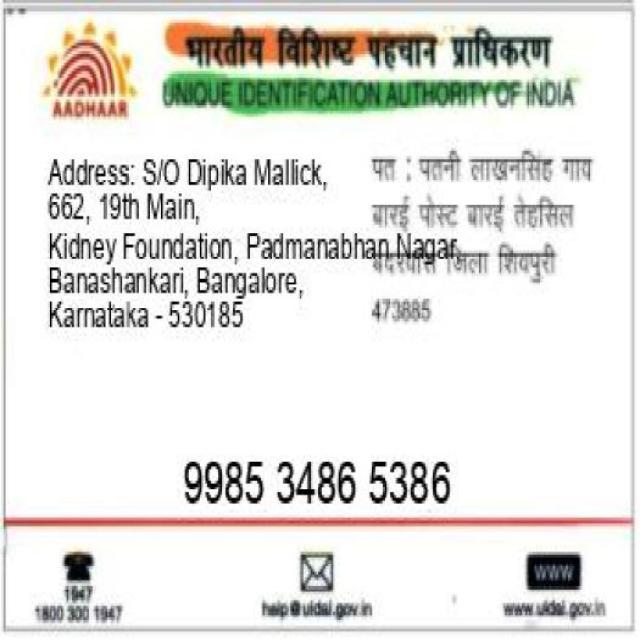 भारतीय विशिष्ट पहचान प्राधिकरण
AADHAAR
UNIQUE IDENTIFICATION AUTHORITY OF INDIA
Address: S/O Dipika Mallick,
662, 19th Main,
Kidney Foundation, Padmanabhan Nagar,
Banashankari, Bangalore,
Karnataka - 530185
पत : पतनी लाखनसिंह गाव
बारई पोस्ट बारई तेहसिल
बदरवास जिला शिवपुरी
473885
9985 3486 5386
1947
1800 300 1947
help@uidai.gov.in
WWW
www.uidai.gov.in